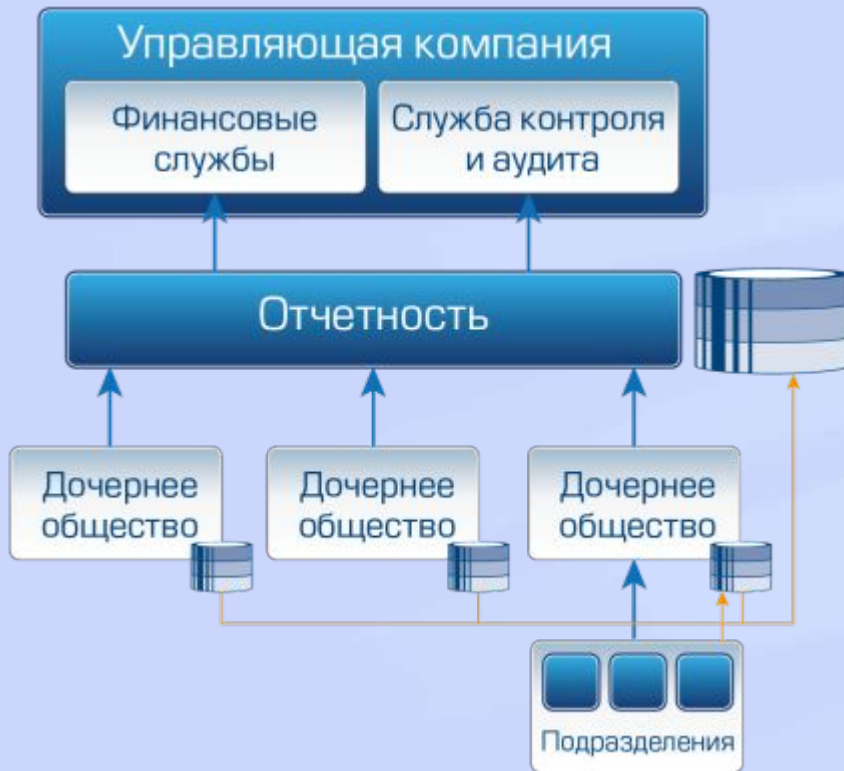 Управляющая компания
Финансовые
службы
Служба контроля
и аудита
Отчетность
Дочернее
общество
Дочернее
общество
Дочернее
общество
Подразделения